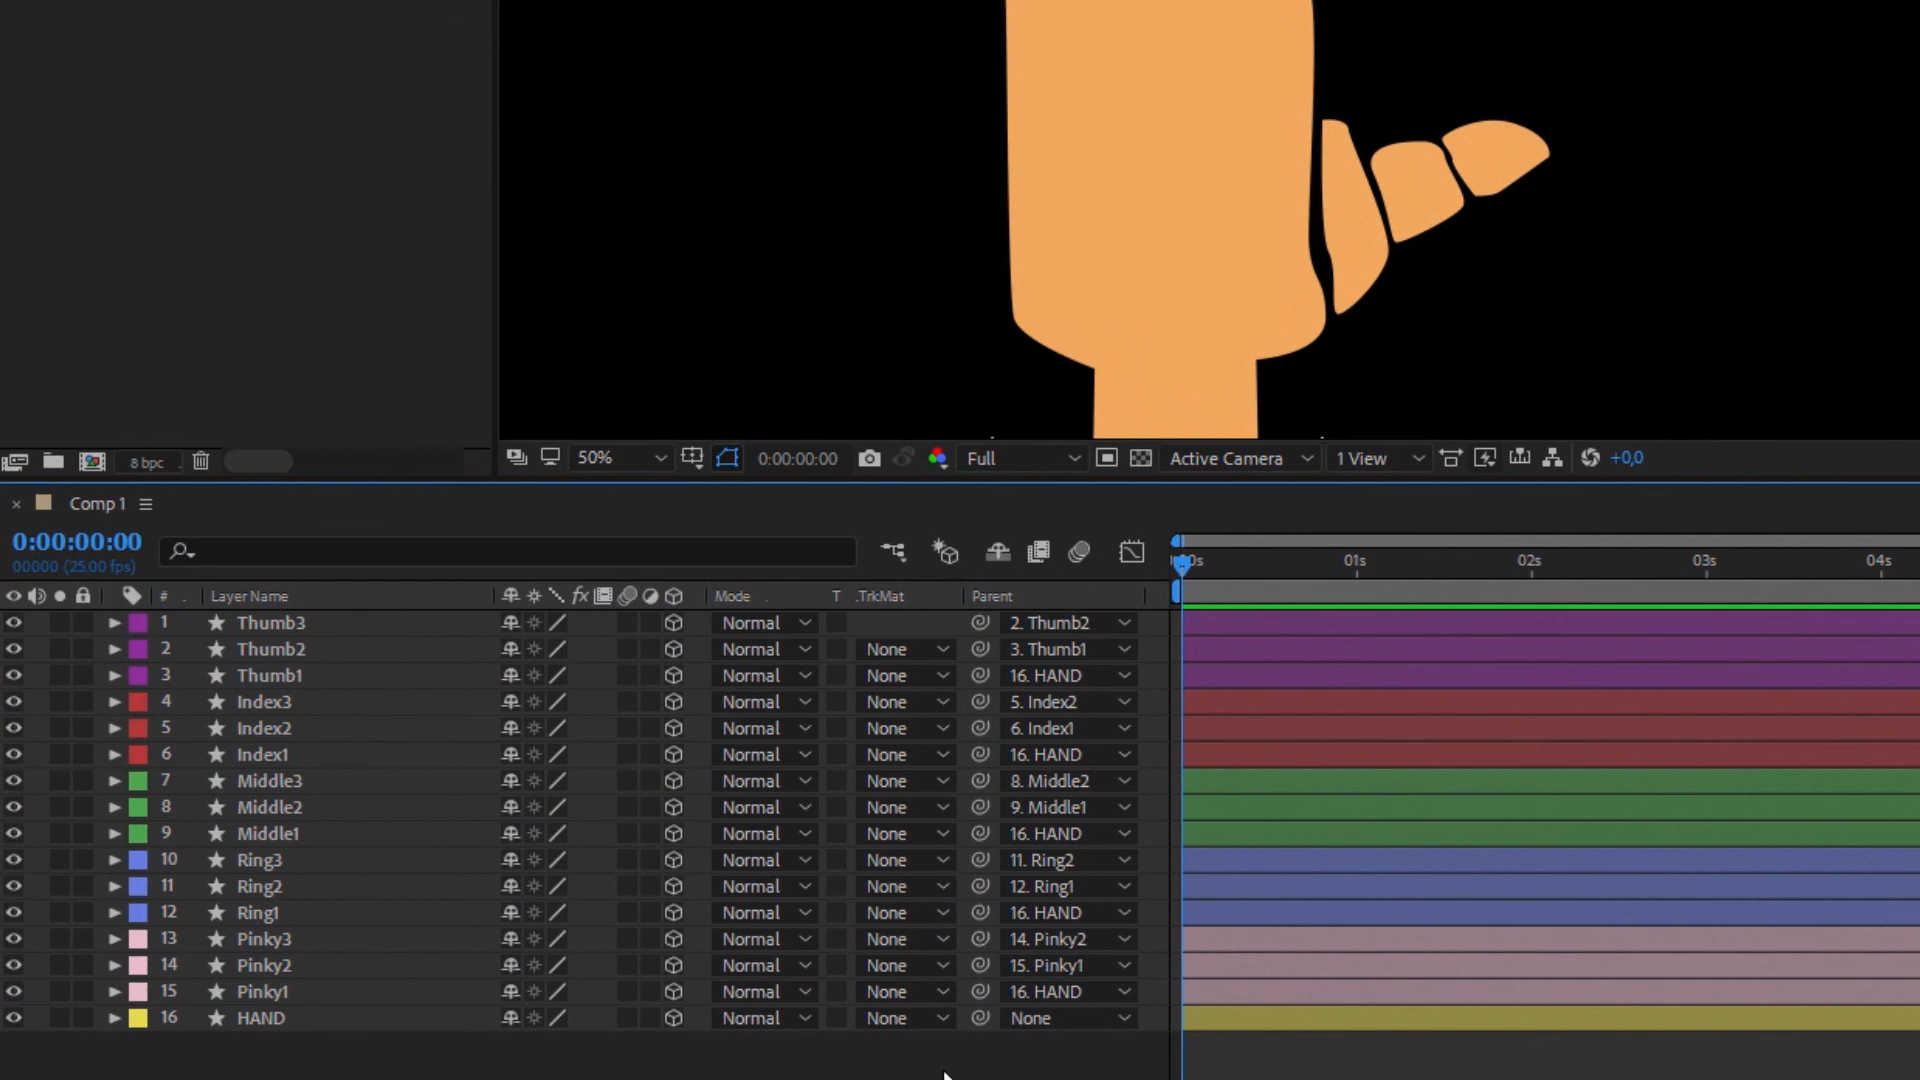 8 bpc
50%
0:00:00:00
Full
Active Camera
1 View
+0,0
Comp 1
0:00:00:00
00000 (25.00 fps)
01s 02s 03s 04s
# Layer Name fx Mode T .TrkMat Parent
1 Thumb3 Normal 2. Thumb2
2 Thumb2 Normal None 3. Thumb1
3 Thumb1 Normal None 16. HAND
4 Index3 Normal None 5. Index2
5 Index2 Normal None 6. Index1
6 Index1 Normal None 16. HAND
7 Middle3 Normal None 8. Middle2
8 Middle2 Normal None 9. Middle1
9 Middle1 Normal None 16. HAND
10 Ring3 Normal None 11. Ring2
11 Ring2 Normal None 12. Ring1
12 Ring1 Normal None 16. HAND
13 Pinky3 Normal None 14. Pinky2
14 Pinky2 Normal None 15. Pinky1
15 Pinky1 Normal None 16. HAND
16 HAND Normal None None